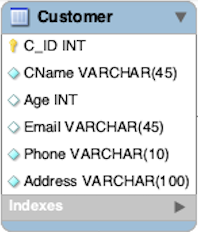 Customer
C_ID INT
CName VARCHAR(45)
Age INT
Email VARCHAR(45)
Phone VARCHAR(10)
Address VARCHAR(100)
Indexes